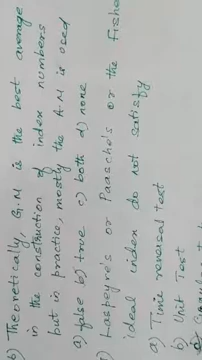 b) Theoretically, G.M is the best average
in the construction of index numbers
but in practice, mostly the A.M is used
a) false b) true c) both d) none
Laspeyre's or Paasche's or the Fisher
ideal index do not satisfy
a) Time reversal test
b) Unit Test